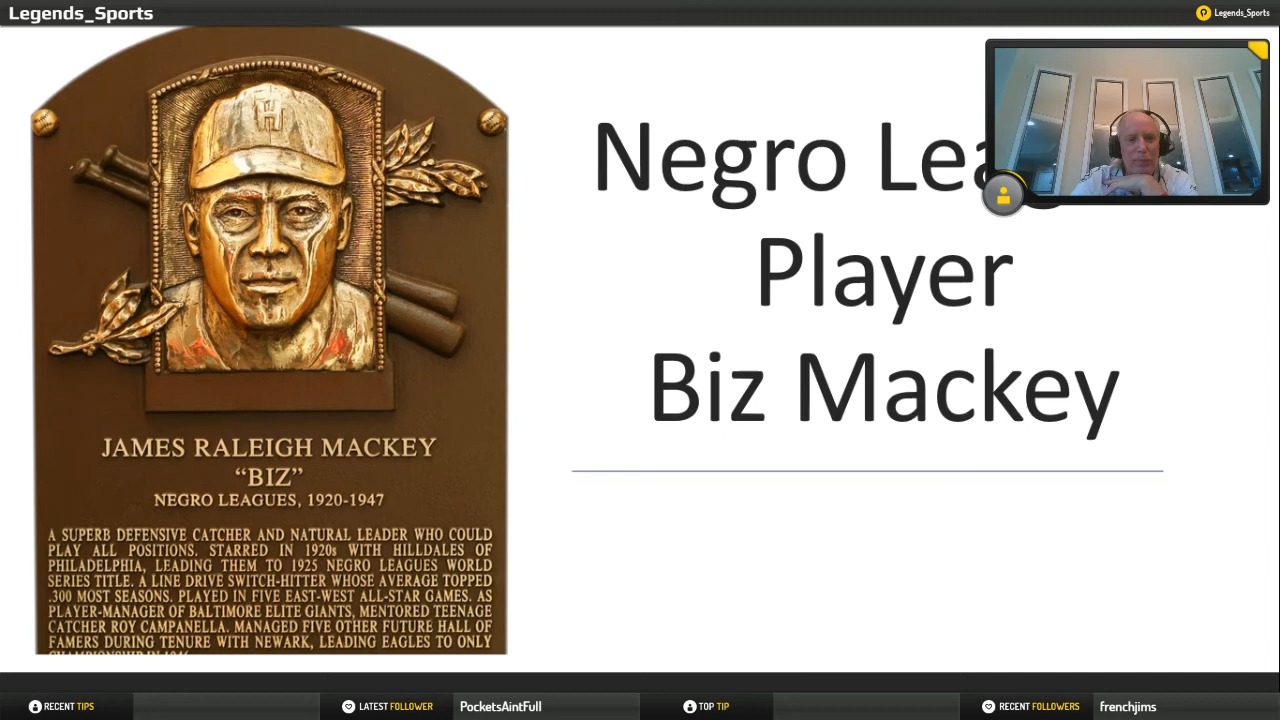 Legends_Sports
Legends_Sports
Negro Lea
Player
Biz Mackey
H
JAMES RALEIGH MACKEY
“BIZ”
NEGRO LEAGUES, 1920-1947
A SUPERB DEFENSIVE CATCHER AND NATURAL LEADER WHO COULD
PLAY ALL POSITIONS. STARRED IN 1920s WITH HILLDALES OF
PHILADELPHIA, LEADING THEM TO 1925 NEGRO LEAGUES WORLD
SERIES TITLE. A LINE DRIVE SWITCH-HITTER WHOSE AVERAGE TOPPED
.300 MOST SEASONS. PLAYED IN FIVE EAST-WEST ALL-STAR GAMES. AS
PLAYER-MANAGER OF BALTIMORE ELITE GIANTS, MENTORED TEENAGE
CATCHER ROY CAMPANELLA. MANAGED FIVE OTHER FUTURE HALL OF
FAMERS DURING TENURE WITH NEWARK, LEADING EAGLES TO ONLY
RECENT TIPS
LATEST FOLLOWER
PocketsAintFull
TOP TIP
RECENT FOLLOWERS
frenchjims